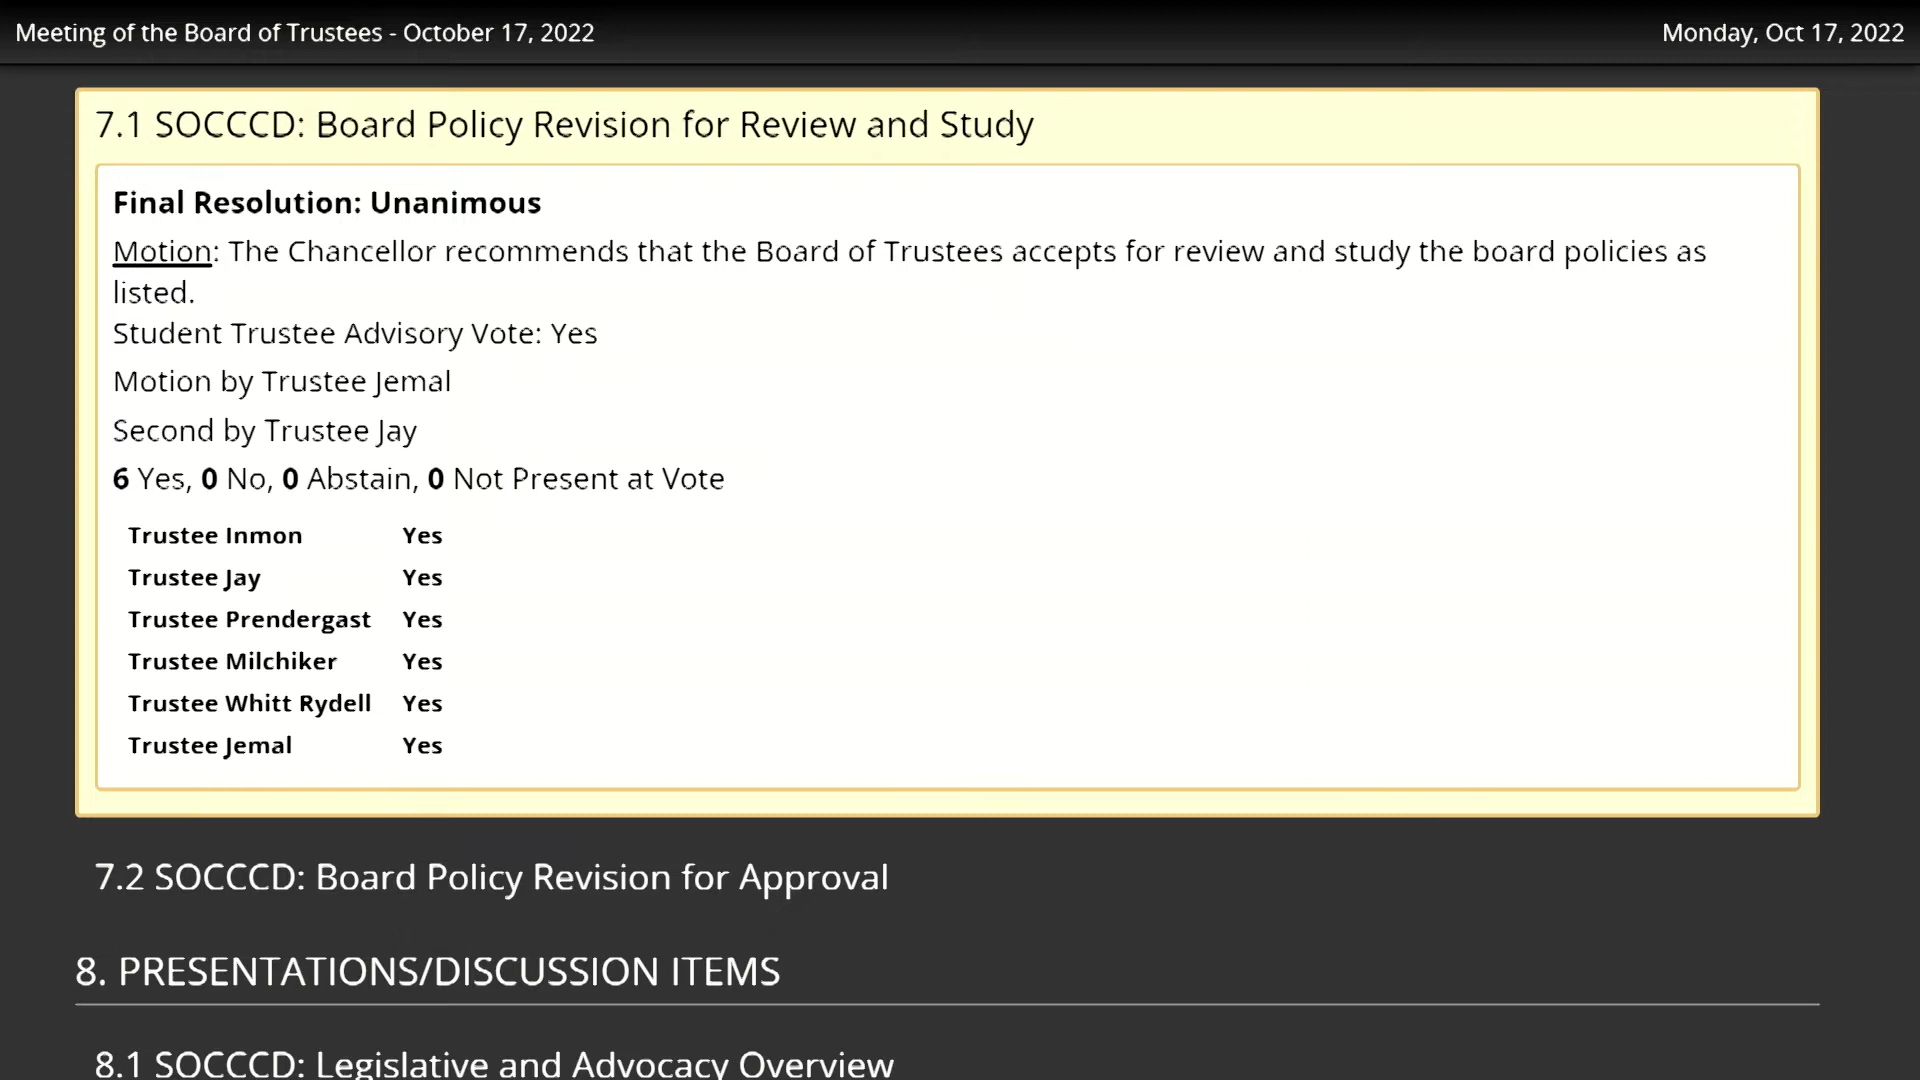 Meeting of the Board of Trustees - October 17, 2022
Monday, Oct 17, 2022
7.1 SOCCCD: Board Policy Revision for Review and Study
Final Resolution: Unanimous
Motion: The Chancellor recommends that the Board of Trustees accepts for review and study the board policies as
listed.
Student Trustee Advisory Vote: Yes
Motion by Trustee Jemal
Second by Trustee Jay
6 Yes, 0 No, 0 Abstain, 0 Not Present at Vote
Trustee Inmon Yes
Trustee Jay Yes
Trustee Prendergast Yes
Trustee Milchiker Yes
Trustee Whitt Rydell Yes
Trustee Jemal Yes
7.2 SOCCCD: Board Policy Revision for Approval
8. PRESENTATIONS/DISCUSSION ITEMS
8.1 SOCCCD: Legislative and Advocacy Overview